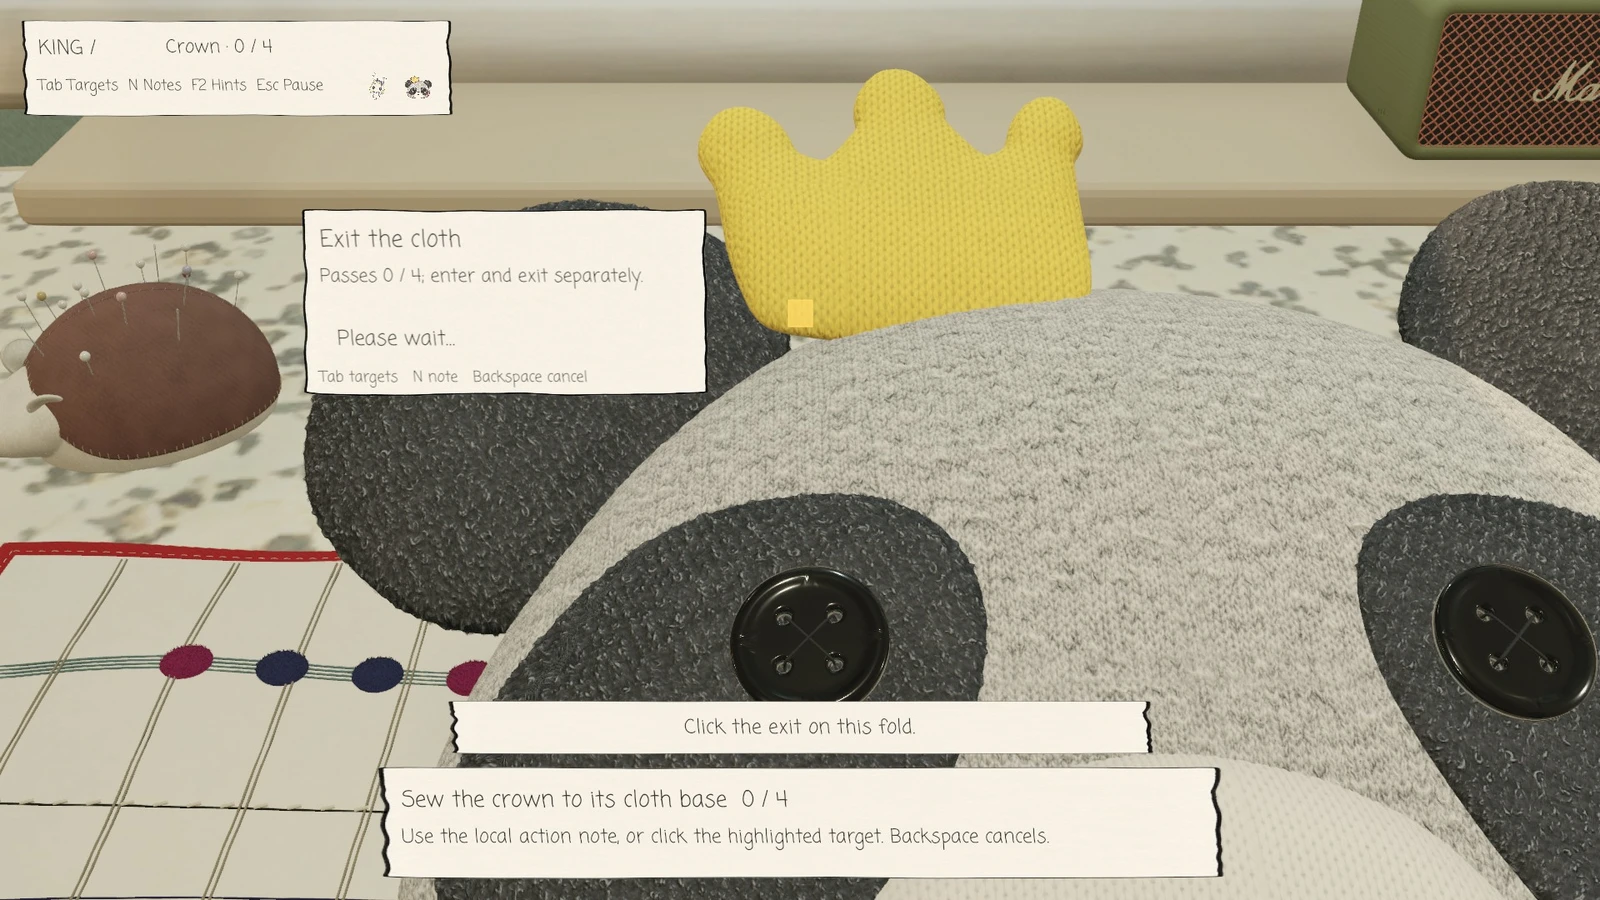 KING /  Crown · 0 / 4
Tab Targets  N Notes  F2 Hints  Esc Pause
Exit the cloth
Passes 0 / 4; enter and exit separately.
Please wait...
Tab targets  N note  Backspace cancel
Click the exit on this fold.
Sew the crown to its cloth base  0 / 4
Use the local action note, or click the highlighted target. Backspace cancels.